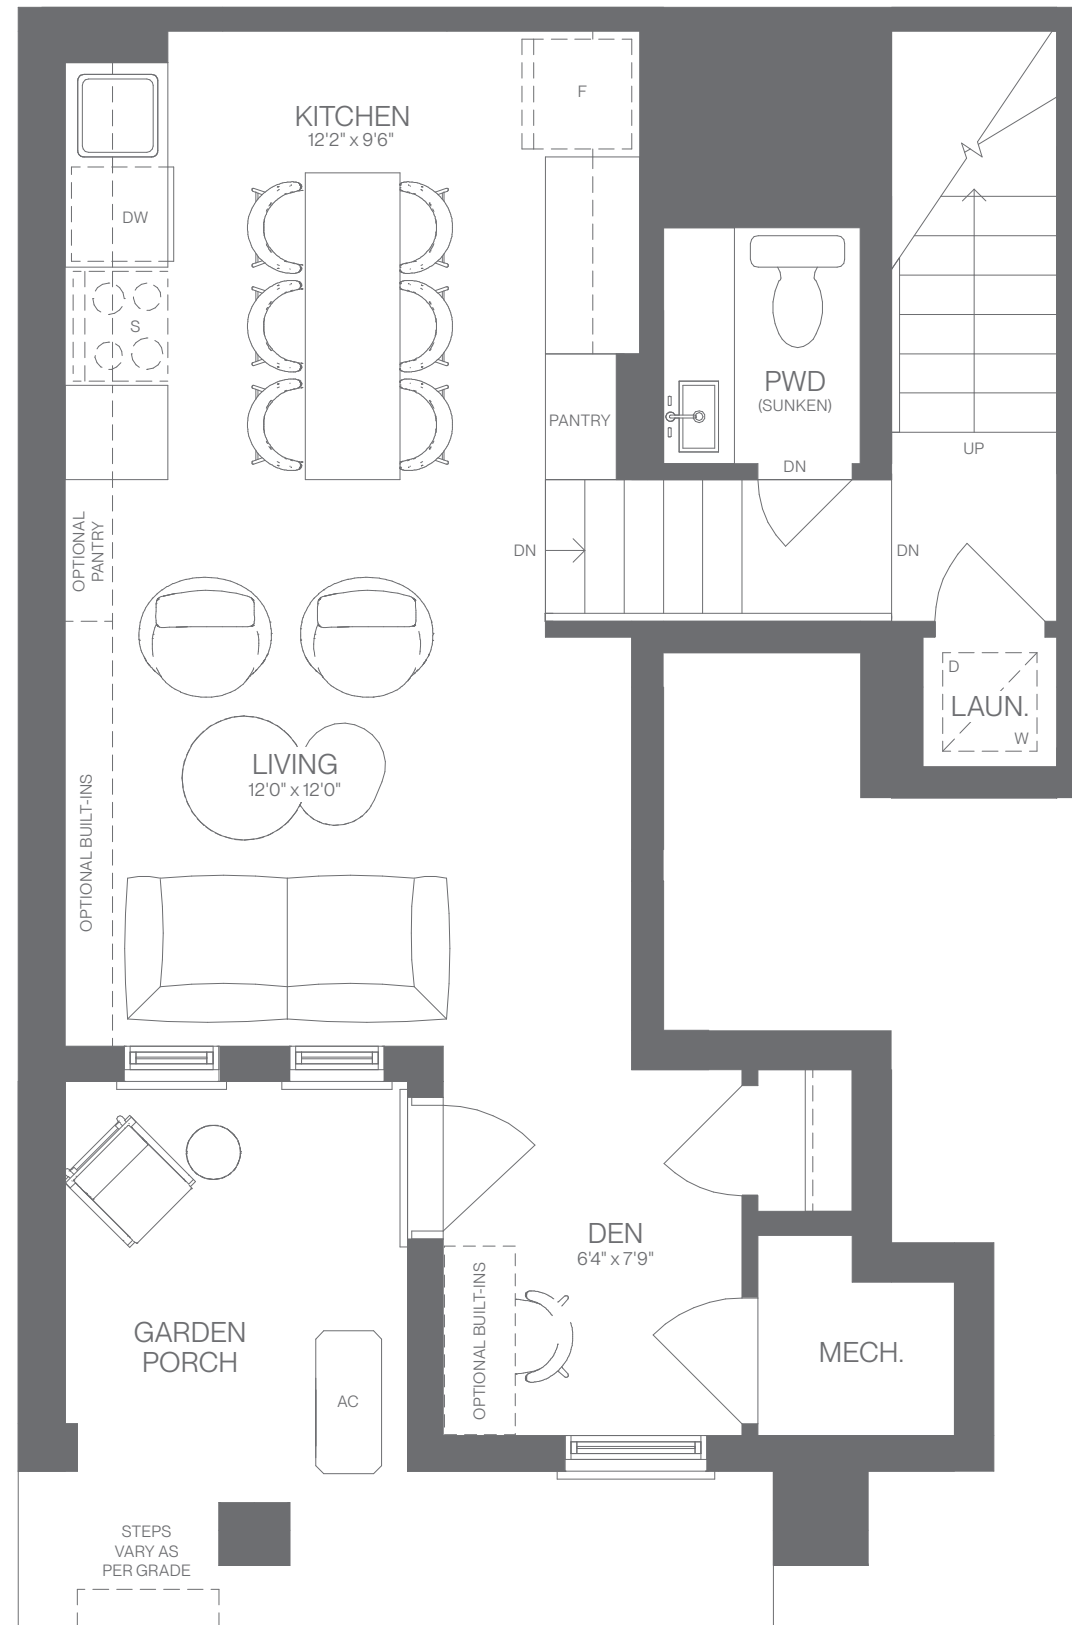 KITCHEN
12'2" x 9'6"
F
DW
S
PWD
(SUNKEN)
PANTRY
UP
DN
OPTIONAL
PANTRY
DN
DN
D
LAUN.
W
LIVING
12'0" x 12'0"
OPTIONAL BUILT-INS
DEN
6'4" x 7'9"
OPTIONAL BUILT-INS
GARDEN
PORCH
MECH.
AC
STEPS
VARY AS
PER GRADE